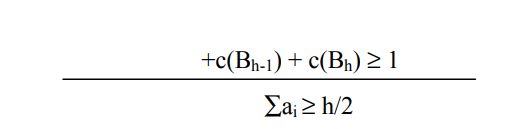 +c(Bₕ₋₁) + c(Bₕ) ≥ 1
∑aᵢ ≥ h/2